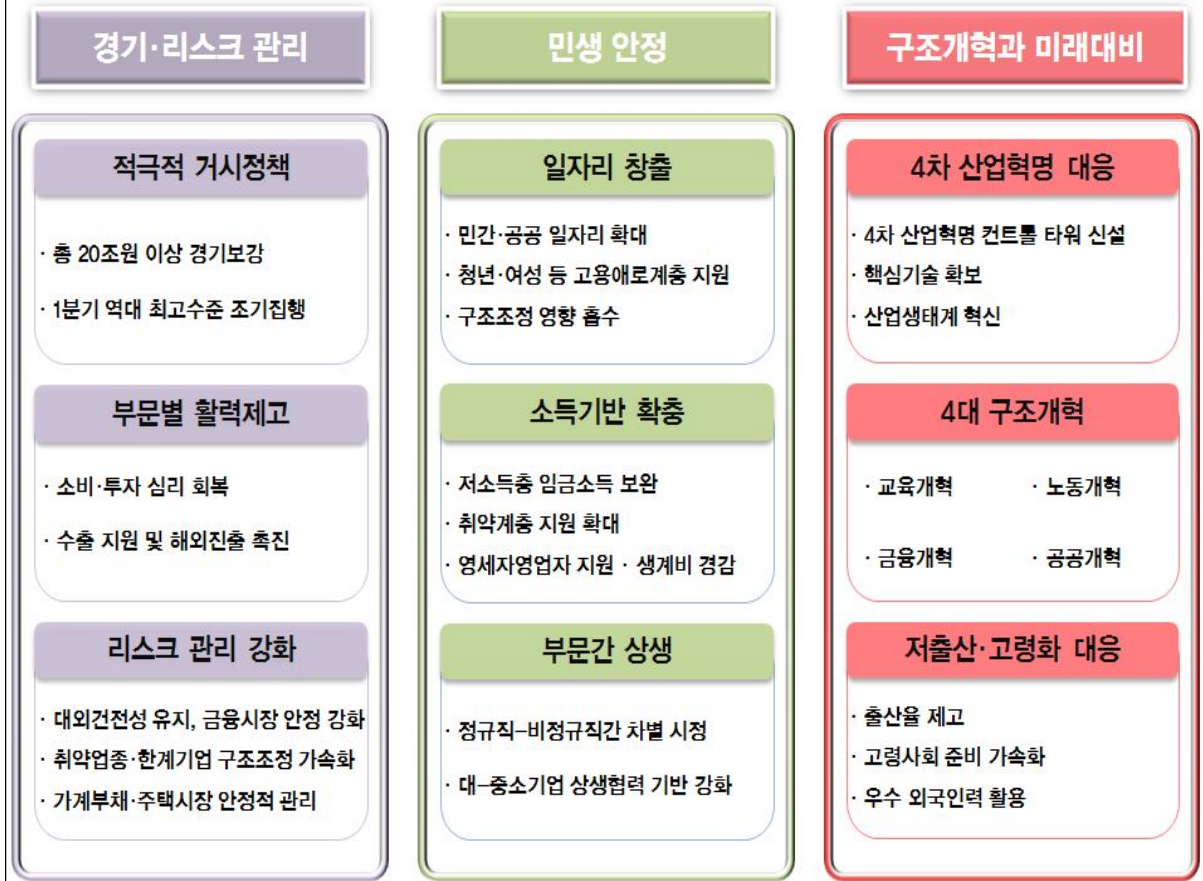 경기·리스크 관리
적극적 거시정책
· 총 20조원 이상 경기보강
· 1분기 역대 최고수준 조기집행
부문별 활력제고
· 소비·투자 심리 회복
· 수출 지원 및 해외진출 촉진
리스크 관리 강화
· 대외건전성 유지, 금융시장 안정 강화
· 취약업종·한계기업 구조조정 가속화
· 가계부채·주택시장 안정적 관리
민생 안정
일자리 창출
· 민간·공공 일자리 확대
· 청년·여성 등 고용애로계층 지원
· 구조조정 영향 흡수
소득기반 확충
· 저소득층 임금소득 보완
· 취약계층 지원 확대
· 영세자영업자 지원 · 생계비 경감
부문간 상생
· 정규직–비정규직간 차별 시정
· 대–중소기업 상생협력 기반 강화
구조개혁과 미래대비
4차 산업혁명 대응
· 4차 산업혁명 컨트롤 타워 신설
· 핵심기술 확보
· 산업생태계 혁신
4대 구조개혁
· 교육개혁 · 노동개혁
· 금융개혁 · 공공개혁
저출산·고령화 대응
· 출산율 제고
· 고령사회 준비 가속화
· 우수 외국인력 활용